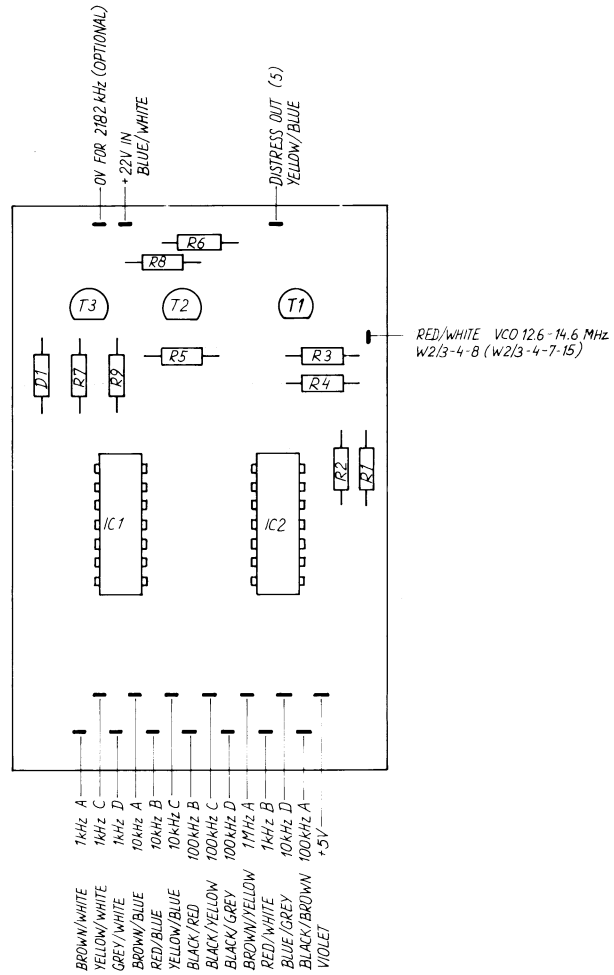 0V FOR 2182 kHz (OPTIONAL)
+22V IN
BLUE/WHITE
DISTRESS OUT (5)
YELLOW/BLUE
R6
R8
T3
T2
T1
RED/WHITE VCO 12.6-14.6 MHz
W2/3-4-8 (W2/3-4-7-15)
D1
R7
R9
R5
R3
R4
R2
R1
IC1
IC2
BROWN/WHITE 1kHz A
YELLOW/WHITE 1kHz C
GREY/WHITE 1kHz D
BROWN/BLUE 10kHz A
RED/BLUE 10kHz B
YELLOW/BLUE 10kHz C
BLACK/RED 100kHz B
BLACK/YELLOW 100kHz C
BLACK/GREY 100kHz D
BROWN/YELLOW 1MHz A
RED/WHITE 1kHz B
BLUE/GREY 10kHz D
BLACK/BROWN 100kHz A
VIOLET +5V